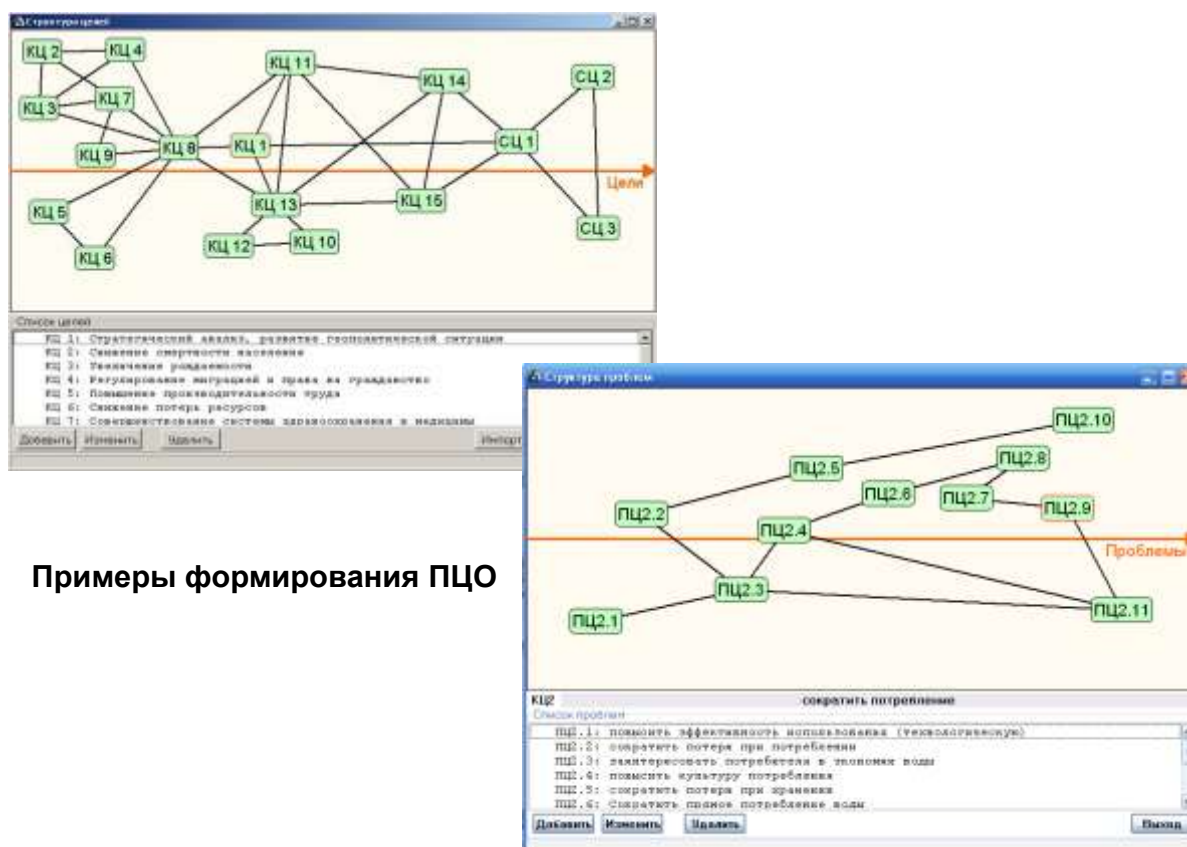 Структура целей
КЦ 2
КЦ 4
КЦ 11
КЦ 14
СЦ 2
КЦ 3
КЦ 7
КЦ 9
КЦ 8
КЦ 1
СЦ 1
Цели
КЦ 5
КЦ 13
КЦ 15
КЦ 6
КЦ 12
КЦ 10
СЦ 3
Список целей
КЦ 1: Стратегический анализ, развитие геополитической ситуации
КЦ 2: Снижение смертности населения
КЦ 3: Увеличение рождаемости
КЦ 4: Регулирование миграцией и права на гражданство
КЦ 5: Повышение производительности труда
КЦ 6: Снижение потерь ресурсов
КЦ 7: Совершенствование системы здравоохранения и медицины
Добавить Изменить Удалить Импорт
Примеры формирования ПЦО
Структура проблем
ПЦ2.10
ПЦ2.5
ПЦ2.8
ПЦ2.6
ПЦ2.7
ПЦ2.9
ПЦ2.2
ПЦ2.4
Проблемы
ПЦ2.3
ПЦ2.11
ПЦ2.1
КЦ2 сократить потребление
Список проблем
ПЦ2.1: повысить эффективность использования (технологическую)
ПЦ2.2: сократить потери при потреблении
ПЦ2.3: заинтересовать потребителя в экономии воды
ПЦ2.4: повысить культуру потребления
ПЦ2.5: сократить потери при хранении
ПЦ2.6: Сократить прямое потребление воды
Добавить Изменить Удалить Выход